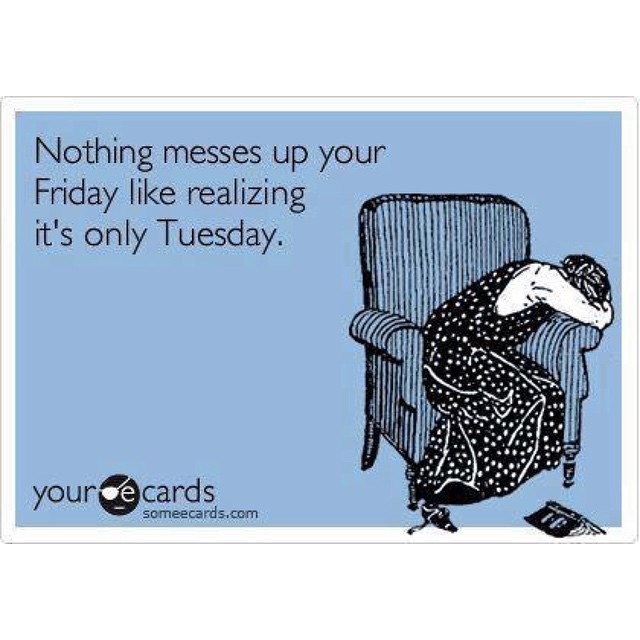 Nothing messes up your
Friday like realizing
it's only Tuesday.
your e cards
someecards.com